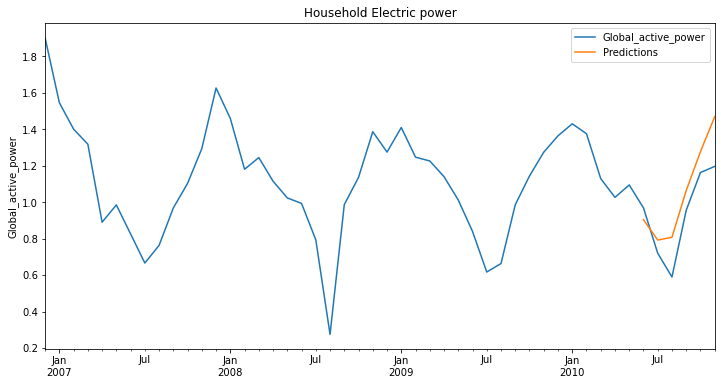 Household Electric power
Global_active_power
Predictions
Global_active_power
1.8
1.6
1.4
1.2
1.0
0.8
0.6
0.4
0.2
Jan Jul Jan Jul Jan Jul Jan Jul
2007 2008 2009 2010